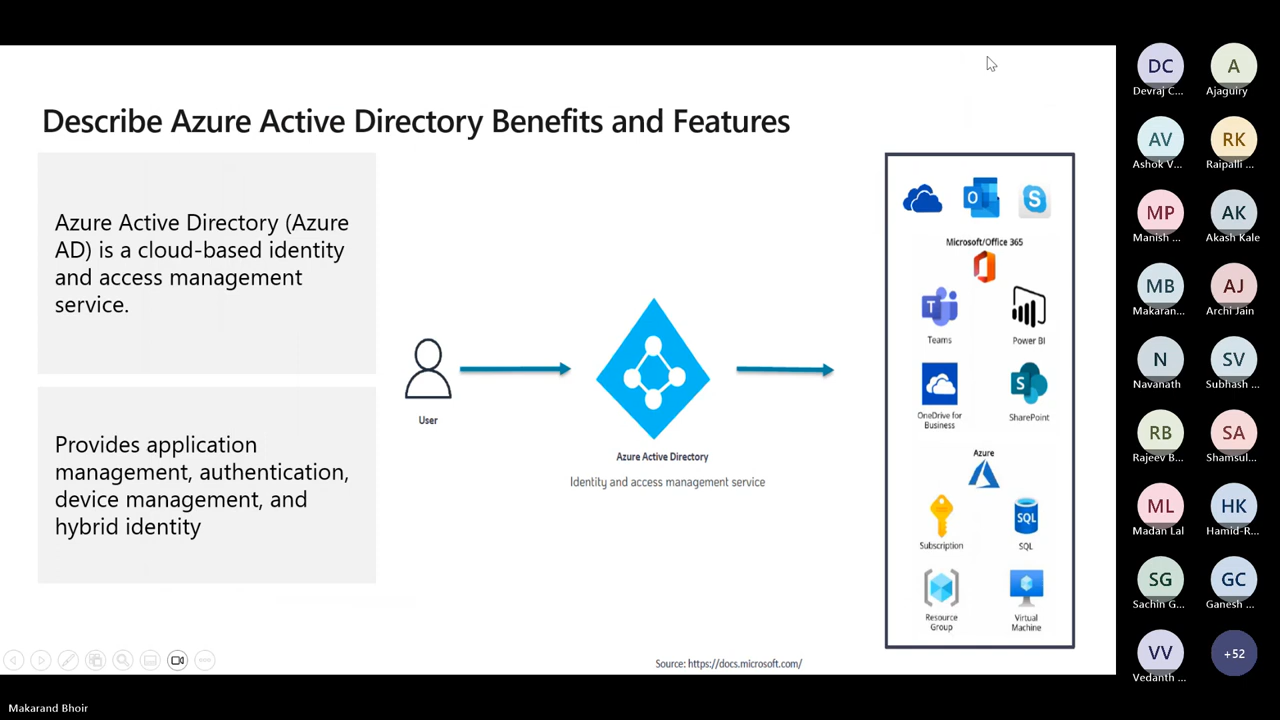 Describe Azure Active Directory Benefits and Features
Azure Active Directory (Azure
AD) is a cloud-based identity
and access management
service.
Provides application
management, authentication,
device management, and
hybrid identity
User
Azure Active Directory
Identity and access management service
O
S
Microsoft/Office 365
T
Teams
Power BI
OneDrive for
Business
S
SharePoint
Azure
Subscription
SQL
SQL
Resource
Group
Virtual
Machine
Source: https://docs.microsoft.com/
DC
Devraj C...
A
Ajaguiry
AV
Ashok V...
RK
Raipalli ...
MP
Manish ...
AK
Akash Kale
MB
Makaran...
AJ
Archi Jain
N
Navanath
SV
Subhash ...
RB
Rajeev B...
SA
Shamsul...
ML
Madan Lal
HK
Hamid-R...
SG
Sachin G...
GC
Ganesh ...
VV
Vedanth ...
+52
Makarand Bhoir